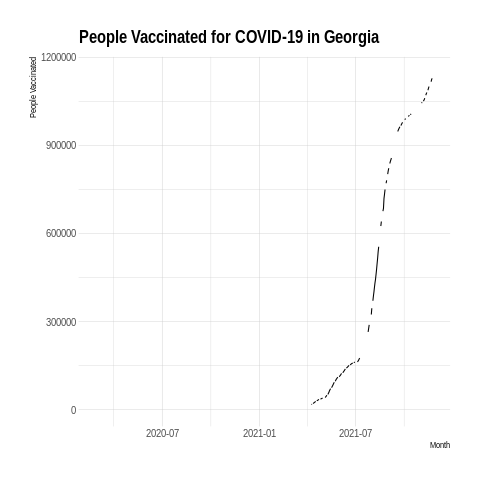 People Vaccinated for COVID-19 in Georgia
People Vaccinated
1200000
900000
600000
300000
0
2020-07
2021-01
2021-07
Month